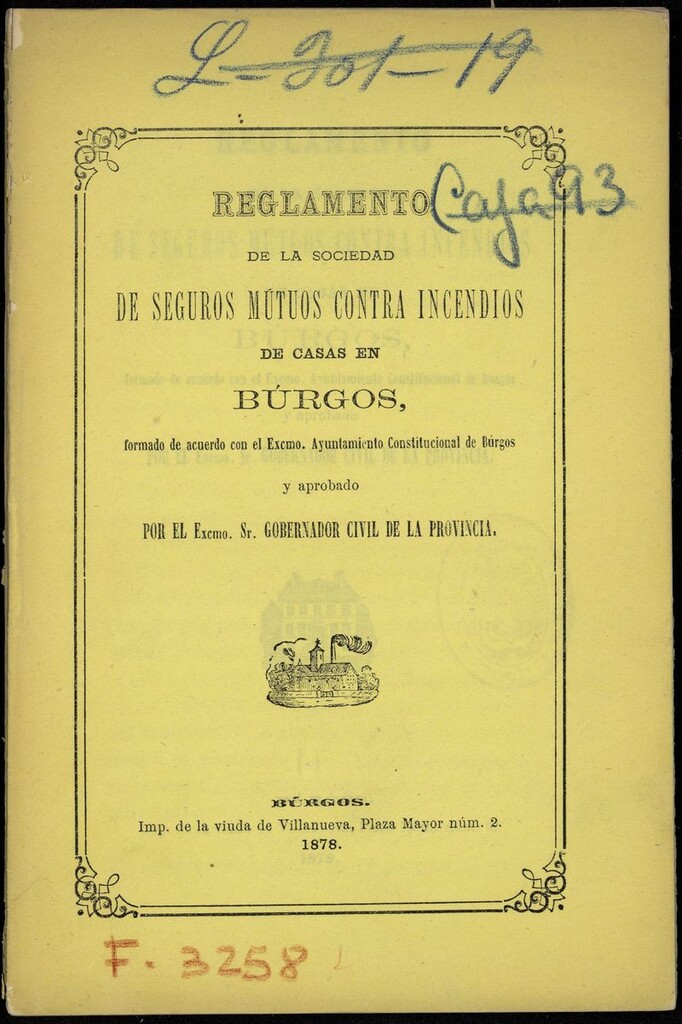 L-Fot-19
Caja 93
REGLAMENTO
DE LA SOCIEDAD
DE SEGUROS MÚTUOS CONTRA INCENDIOS
DE CASAS EN
BÚRGOS,
formado de acuerdo con el Excmo. Ayuntamiento Constitucional de Búrgos
y aprobado
POR EL Excmo. Sr. GOBERNADOR CIVIL DE LA PROVINCIA.
BÚRGOS.
Imp. de la viuda de Villanueva, Plaza Mayor núm. 2.
1878.
F. 3258